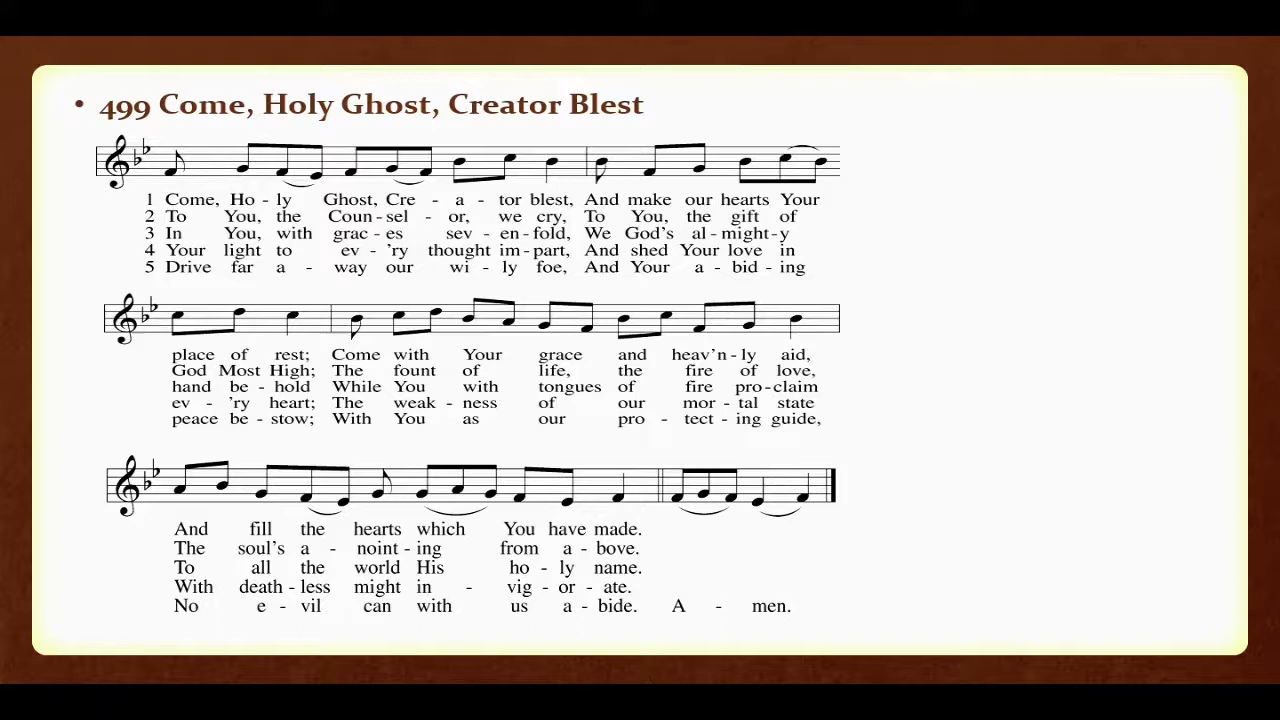 • 499 Come, Holy Ghost, Creator Blest
1 Come, Ho - ly Ghost, Cre - a - tor blest, And make our hearts Your
2 To You, the Coun - sel - or, we cry, To You, the gift of
3 In You, with grac - es sev - en - fold, We God's al - might - y
4 Your light to ev - 'ry thought im - part, And shed Your love in
5 Drive far a - way our wi - ly foe, And Your a - bid - ing
place of rest; Come with Your grace and heav'n - ly aid,
God Most High; The fount of life, the fire of love,
hand be - hold While You with tongues of fire pro - claim
ev - 'ry heart; The weak - ness of our mor - tal state
peace be - stow; With You as our pro - tect - ing guide,
And fill the hearts which You have made.
The soul's a - noint - ing from a - bove.
To all the world His ho - ly name.
With death - less might in - vig - or - ate.
No e - vil can with us a - bide. A - men.